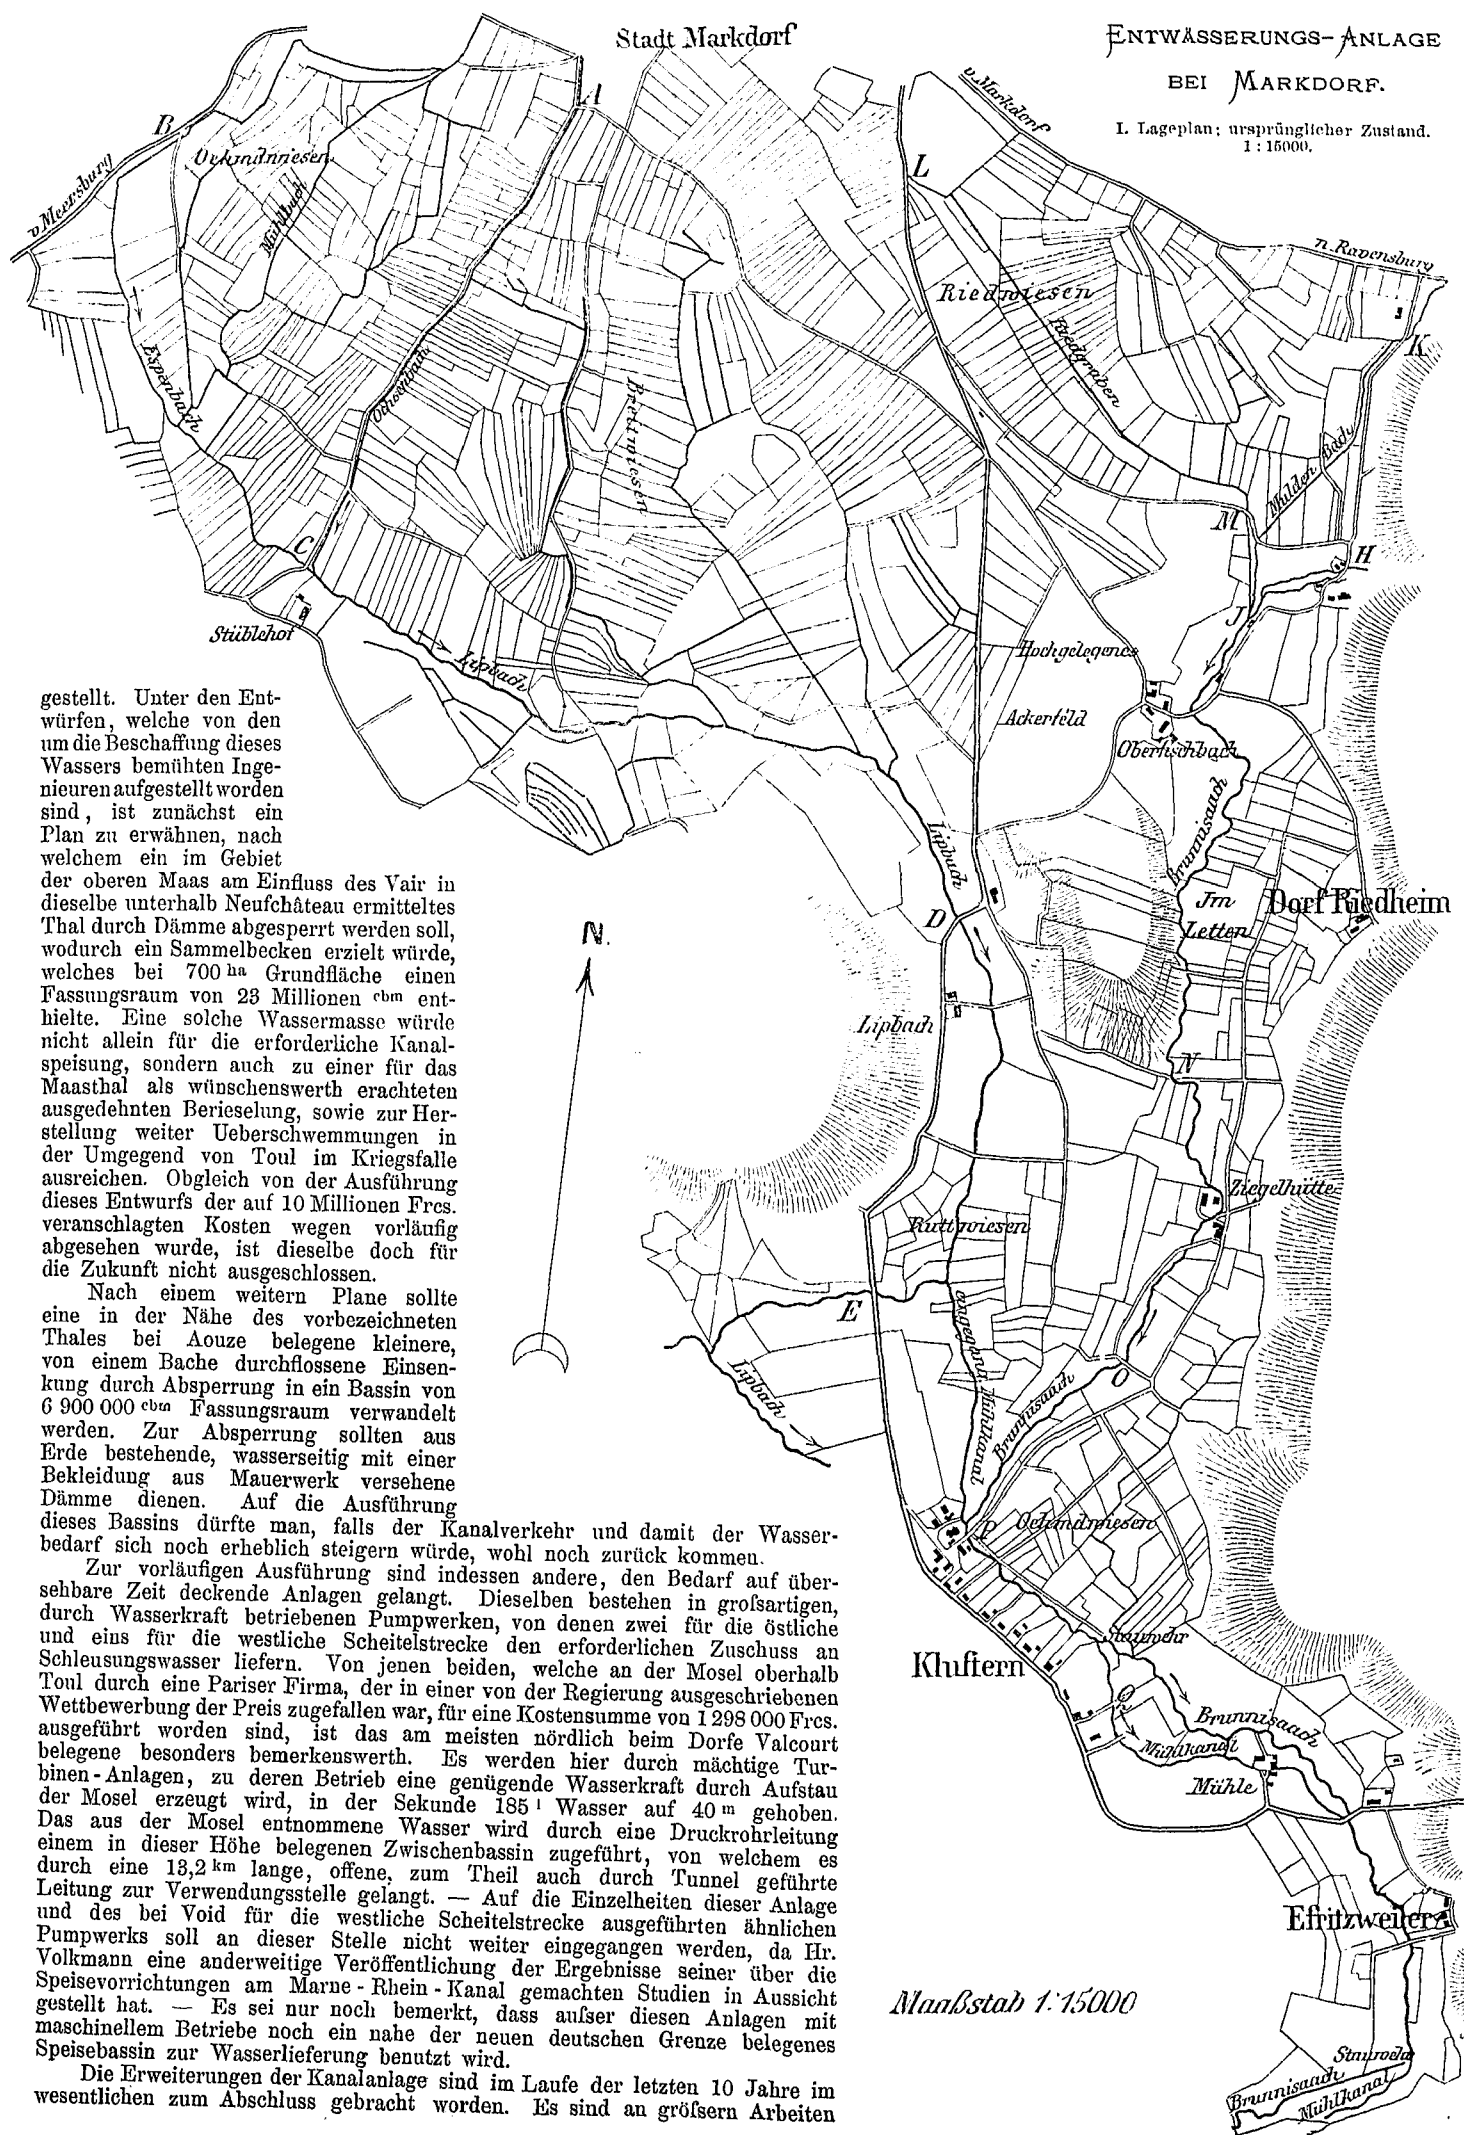 Stadt Markdorf
ENTWÄSSERUNGS-ANLAGE
BEI MARKDORF.
I. Lageplan; ursprünglicher Zustand.
1 : 15000.
v. Markdorf
A
B
v. Meersburg
Mühlbach
L
n. Ravensburg
Riedwiesen
Riedgraben
K
Espenbach
Ochsenbach
Breitwiesen
Mulden Bach
M
C
H
J
Stüblehof
Lipbach
Hochgelegenes
Ackerfeld
Oberfischbach
Brunnisaach
Lipbach
D
Jm
Letten
Dorf Riedheim
N.
Lipbach
N
Ziegelhütte
Ruttwiesen
E
eingegang. Mühlkanal
Lipbach
Brunnisaach
O
P
Oehmdwiesen
Stauwehr
Kluftern
Q
Brunnisaach
Mühlkanal
Mühle
Efritzweiler
Maaßstab 1:15000
Stauwehr
Brunnisaach
Mühlkanal
gestellt. Unter den Ent-
würfen, welche von den
um die Beschaffung dieses
Wassers bemühten Inge-
nieuren aufgestellt worden
sind, ist zunächst ein
Plan zu erwähnen, nach
welchem ein im Gebiet
der oberen Maas am Einfluss des Vair in
dieselbe unterhalb Neufchâteau ermitteltes
Thal durch Dämme abgesperrt werden soll,
wodurch ein Sammelbecken erzielt würde,
welches bei 700 ha Grundfläche einen
Fassungsraum von 23 Millionen cbm ent-
hielte. Eine solche Wassermasse würde
nicht allein für die erforderliche Kanal-
speisung, sondern auch zu einer für das
Maasthal als wünschenswerth erachteten
ausgedehnten Berieselung, sowie zur Her-
stellung weiter Ueberschwemmungen in
der Umgegend von Toul im Kriegsfalle
ausreichen. Obgleich von der Ausführung
dieses Entwurfs der auf 10 Millionen Frcs.
veranschlagten Kosten wegen vorläufig
abgesehen wurde, ist dieselbe doch für
die Zukunft nicht ausgeschlossen.
Nach einem weitern Plane sollte
eine in der Nähe des vorbezeichneten
Thales bei Aouze belegene kleinere,
von einem Bache durchflossene Einsen-
kung durch Absperrung in ein Bassin von
6 900 000 cbm Fassungsraum verwandelt
werden. Zur Absperrung sollten aus
Erde bestehende, wasserseitig mit einer
Bekleidung aus Mauerwerk versehene
Dämme dienen. Auf die Ausführung
dieses Bassins dürfte man, falls der Kanalverkehr und damit der Wasser-
bedarf sich noch erheblich steigern würde, wohl noch zurück kommen.
Zur vorläufigen Ausführung sind indessen andere, den Bedarf auf über-
sehbare Zeit deckende Anlagen gelangt. Dieselben bestehen in großartigen,
durch Wasserkraft betriebenen Pumpwerken, von denen zwei für die östliche
und eins für die westliche Scheitelstrecke den erforderlichen Zuschuss an
Schleusungswasser liefern. Von jenen beiden, welche an der Mosel oberhalb
Toul durch eine Pariser Firma, der in einer von der Regierung ausgeschriebenen
Wettbewerbung der Preis zugefallen war, für eine Kostensumme von 1 298 000 Frcs.
ausgeführt worden sind, ist das am meisten nördlich beim Dorfe Valcourt
belegene besonders bemerkenswerth. Es werden hier durch mächtige Tur-
binen-Anlagen, zu deren Betrieb eine genügende Wasserkraft durch Aufstau
der Mosel erzeugt wird, in der Sekunde 185 l Wasser auf 40 m gehoben.
Das aus der Mosel entnommene Wasser wird durch eine Druckrohrleitung
einem in dieser Höhe belegenen Zwischenbassin zugeführt, von welchem es
durch eine 13,2 km lange, offene, zum Theil auch durch Tunnel geführte
Leitung zur Verwendungsstelle gelangt. — Auf die Einzelheiten dieser Anlage
und des bei Void für die westliche Scheitelstrecke ausgeführten ähnlichen
Pumpwerks soll an dieser Stelle nicht weiter eingegangen werden, da Hr.
Volkmann eine anderweitige Veröffentlichung der Ergebnisse seiner über die
Speisevorrichtungen am Marne-Rhein-Kanal gemachten Studien in Aussicht
gestellt hat. — Es sei nur noch bemerkt, dass außer diesen Anlagen mit
maschinellem Betriebe noch ein nahe der neuen deutschen Grenze belegenes
Speisebassin zur Wasserlieferung benutzt wird.
Die Erweiterungen der Kanalanlage sind im Laufe der letzten 10 Jahre im
wesentlichen zum Abschluss gebracht worden. Es sind an größern Arbeiten